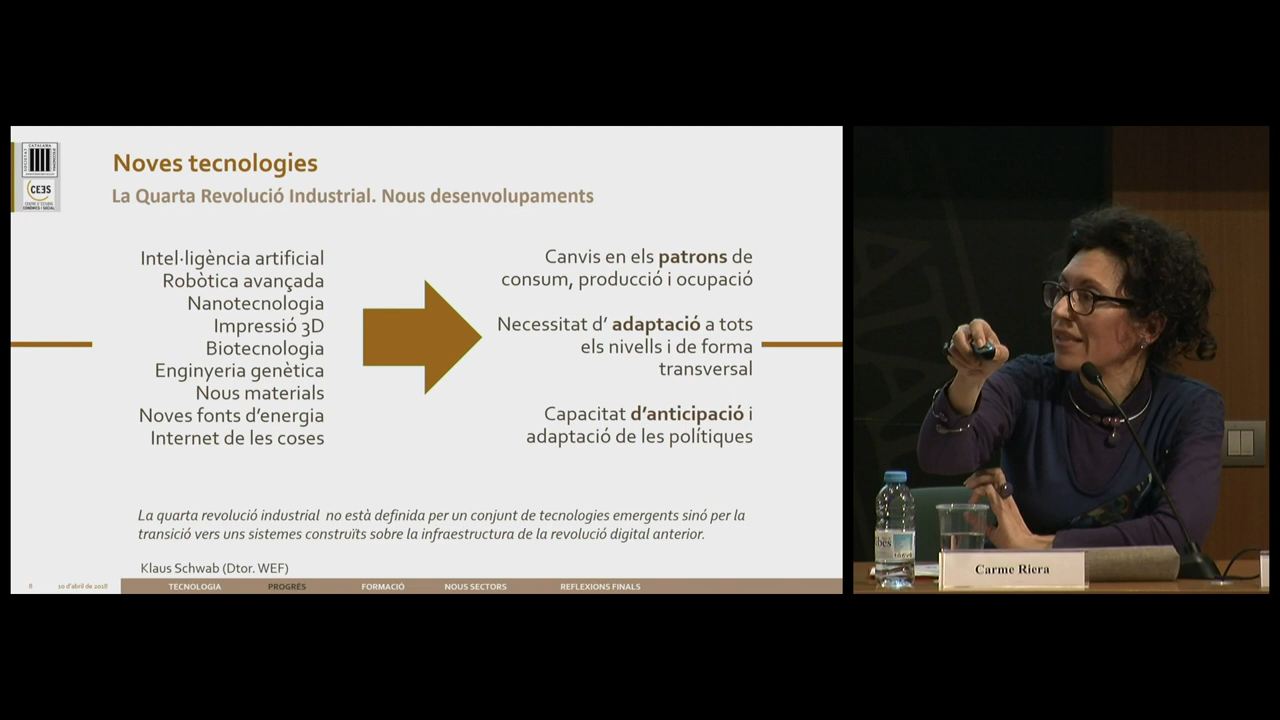 Noves tecnologies
La Quarta Revolució Industrial. Nous desenvolupaments
CATALANA
SOCIETAT
CEES
Intel·ligència artificial
Robòtica avançada
Nanotecnologia
Impressió 3D
Biotecnologia
Enginyeria genètica
Nous materials
Noves fonts d'energia
Internet de les coses
Canvis en els patrons de
consum, producció i ocupació
Necessitat d' adaptació a tots
els nivells i de forma
transversal
Capacitat d'anticipació i
adaptació de les polítiques
La quarta revolució industrial no està definida per un conjunt de tecnologies emergents sinó per la
transició vers uns sistemes construïts sobre la infraestructura de la revolució digital anterior.
Klaus Schwab (Dtor. WEF)
8 10 d'abril de 2018 TECNOLOGIA PROGRÉS FORMACIÓ NOUS SECTORS REFLEXIONS FINALS
Carme Riera